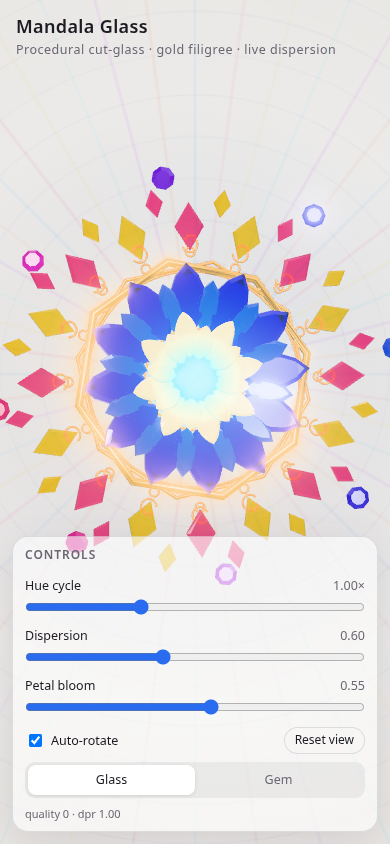 Mandala Glass
Procedural cut-glass · gold filigree · live dispersion
CONTROLS
Hue cycle 1.00×
Dispersion 0.60
Petal bloom 0.55
Auto-rotate Reset view
Glass Gem
quality 0 · dpr 1.00